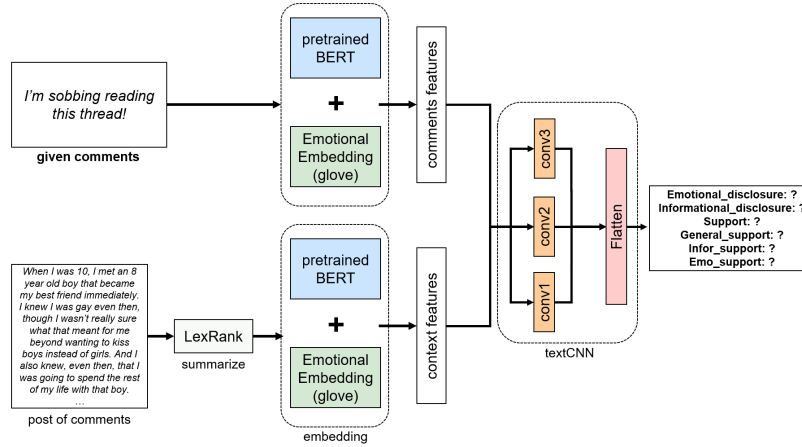 I'm sobbing reading
this thread!
given comments
pretrained
BERT
+
Emotional
Embedding
(glove)
comments features
When I was 10, I met an 8
year old boy that became
my best friend immediately.
I knew I was gay even then,
though I wasn't really sure
what that meant for me
beyond wanting to kiss
boys instead of girls. And I
also knew, even then, that I
was going to spend the rest
of my life with that boy.
...
post of comments
LexRank
summarize
pretrained
BERT
+
Emotional
Embedding
(glove)
embedding
context features
conv3
conv2
conv1
Flatten
textCNN
Emotional_disclosure: ?
Informational_disclosure: ?
Support: ?
General_support: ?
Infor_support: ?
Emo_support: ?